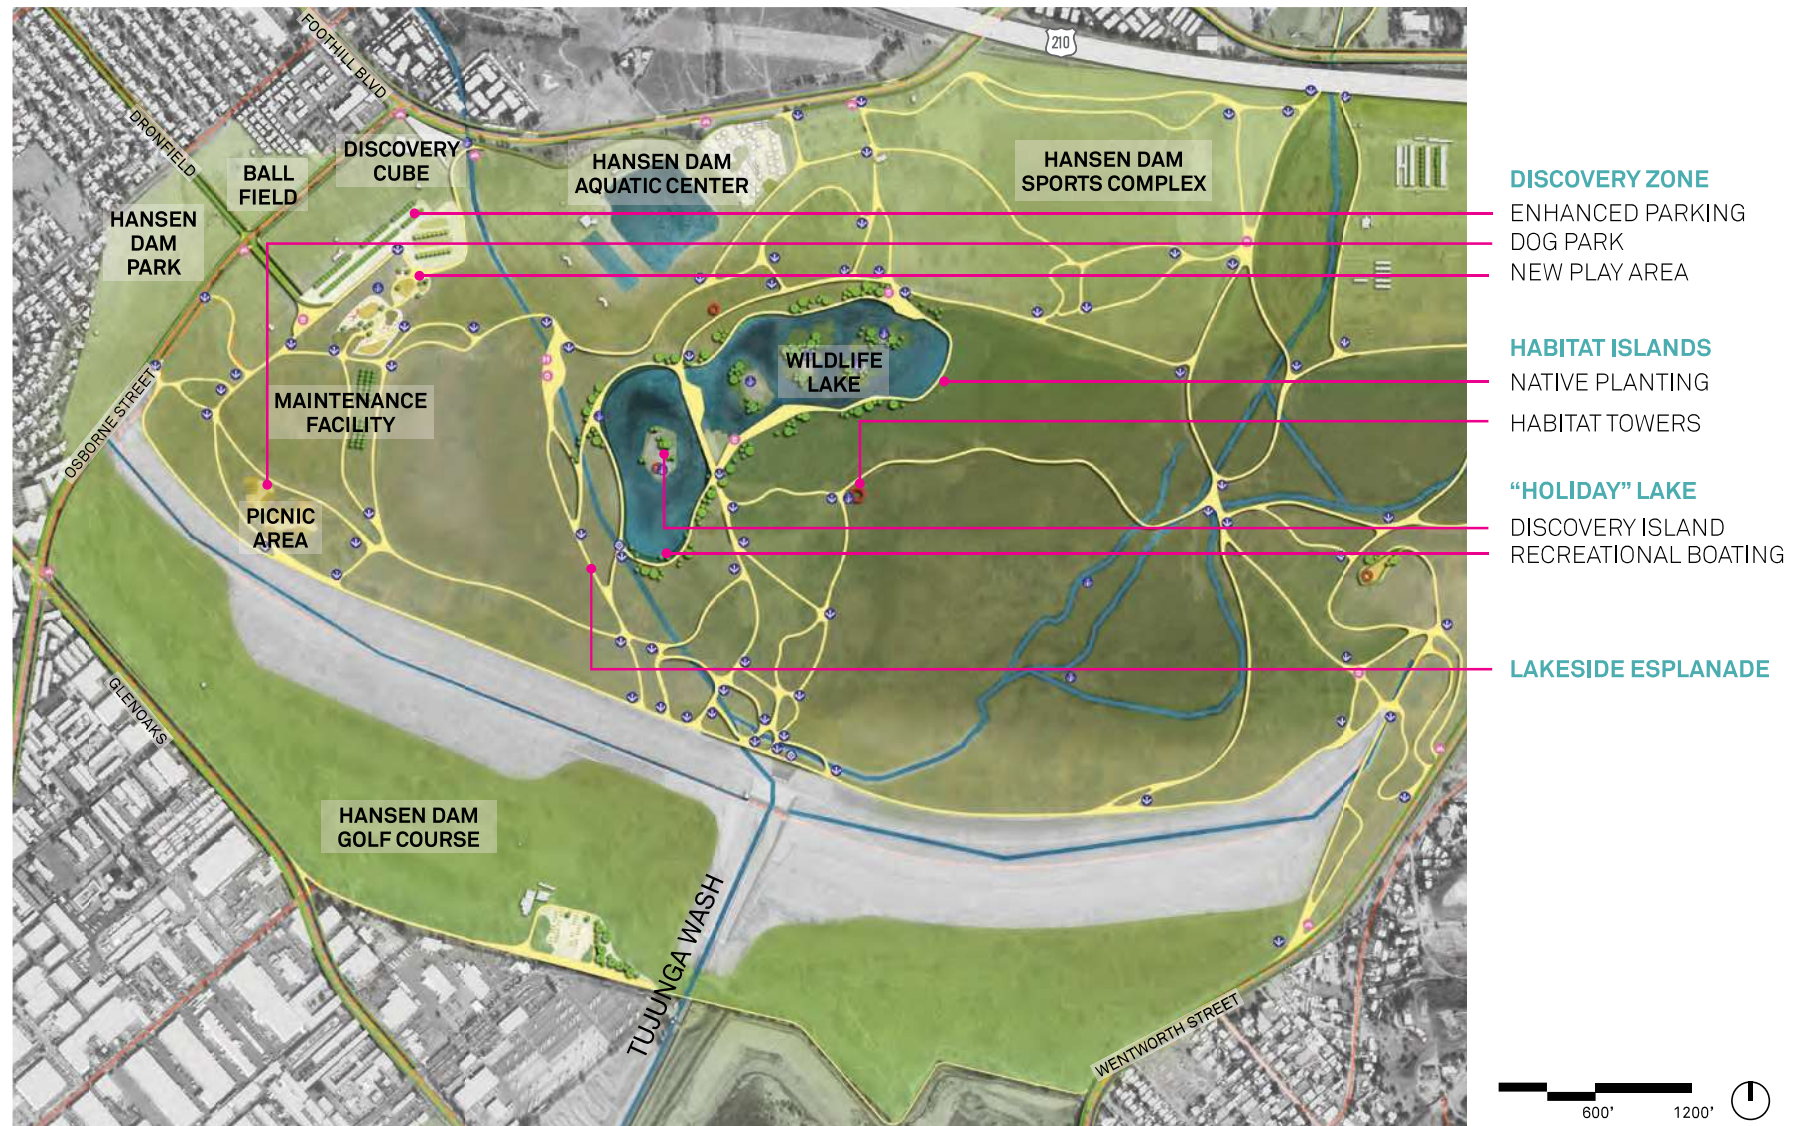 210
FOOTHILL BLVD
DRONFIELD
DISCOVERY
CUBE
BALL
FIELD
HANSEN
DAM
PARK
HANSEN DAM
AQUATIC CENTER
HANSEN DAM
SPORTS COMPLEX
WILDLIFE
LAKE
MAINTENANCE
FACILITY
OSBORNE STREET
PICNIC
AREA
GLENOAKS
HANSEN DAM
GOLF COURSE
TUJUNGA WASH
WENTWORTH STREET
DISCOVERY ZONE
ENHANCED PARKING
DOG PARK
NEW PLAY AREA
HABITAT ISLANDS
NATIVE PLANTING
HABITAT TOWERS
“HOLIDAY” LAKE
DISCOVERY ISLAND
RECREATIONAL BOATING
LAKESIDE ESPLANADE
600’ 1200’